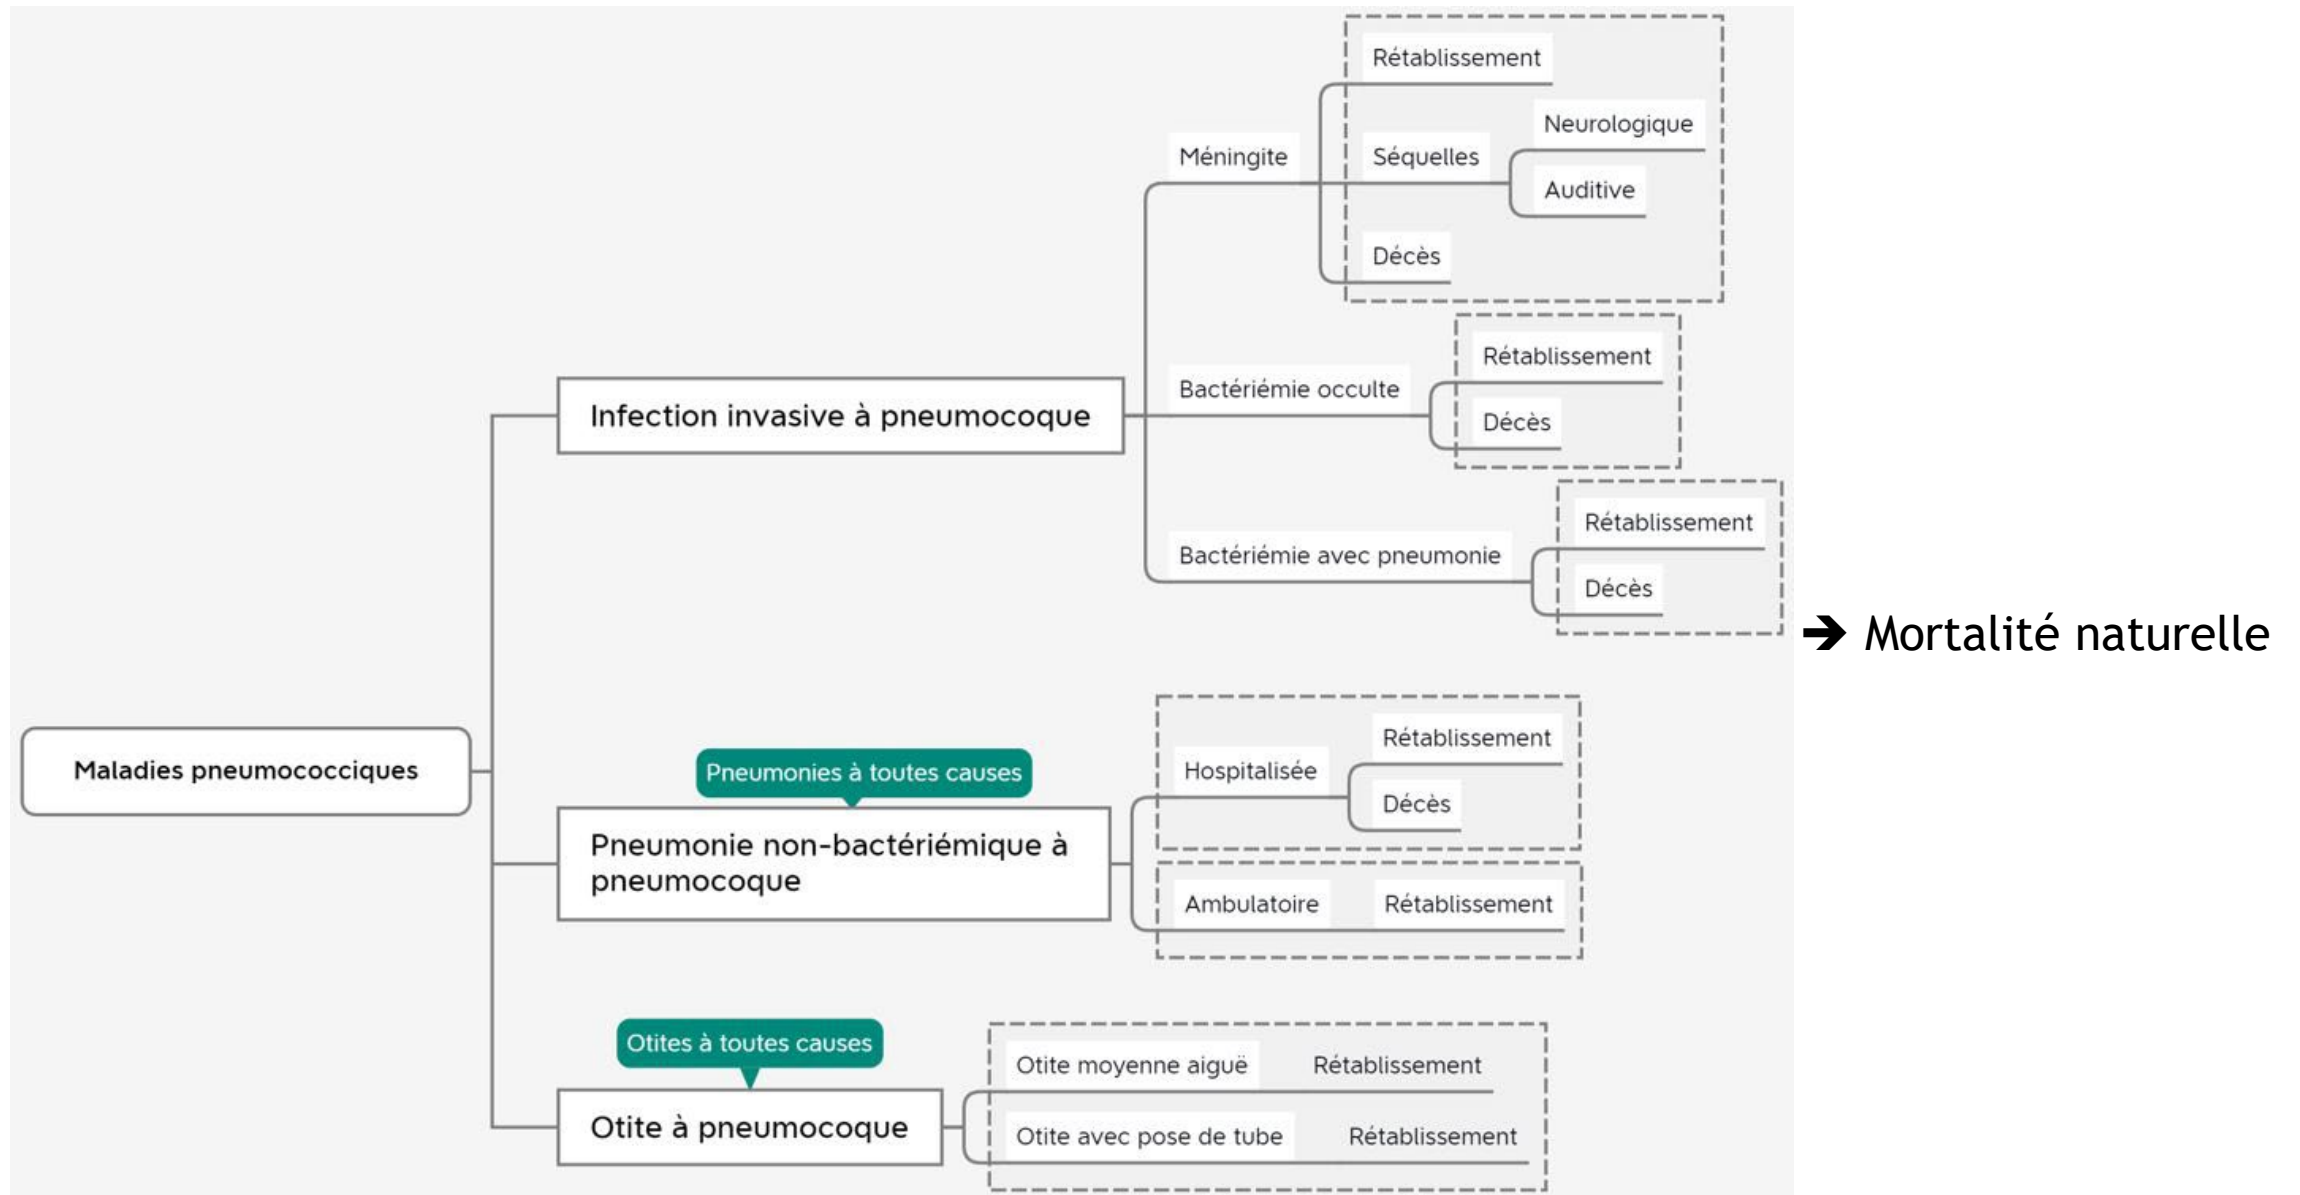 Rétablissement
Neurologique
Méningite
Séquelles
Auditive
Décès
Rétablissement
Bactériémie occulte
Infection invasive à pneumocoque
Décès
Rétablissement
Bactériémie avec pneumonie
Décès
➔ Mortalité naturelle
Rétablissement
Hospitalisée
Décès
Maladies pneumococciques
Pneumonies à toutes causes
Pneumonie non-bactériémique à
pneumocoque
Ambulatoire Rétablissement
Otites à toutes causes
Otite moyenne aiguë Rétablissement
Otite à pneumocoque
Otite avec pose de tube Rétablissement